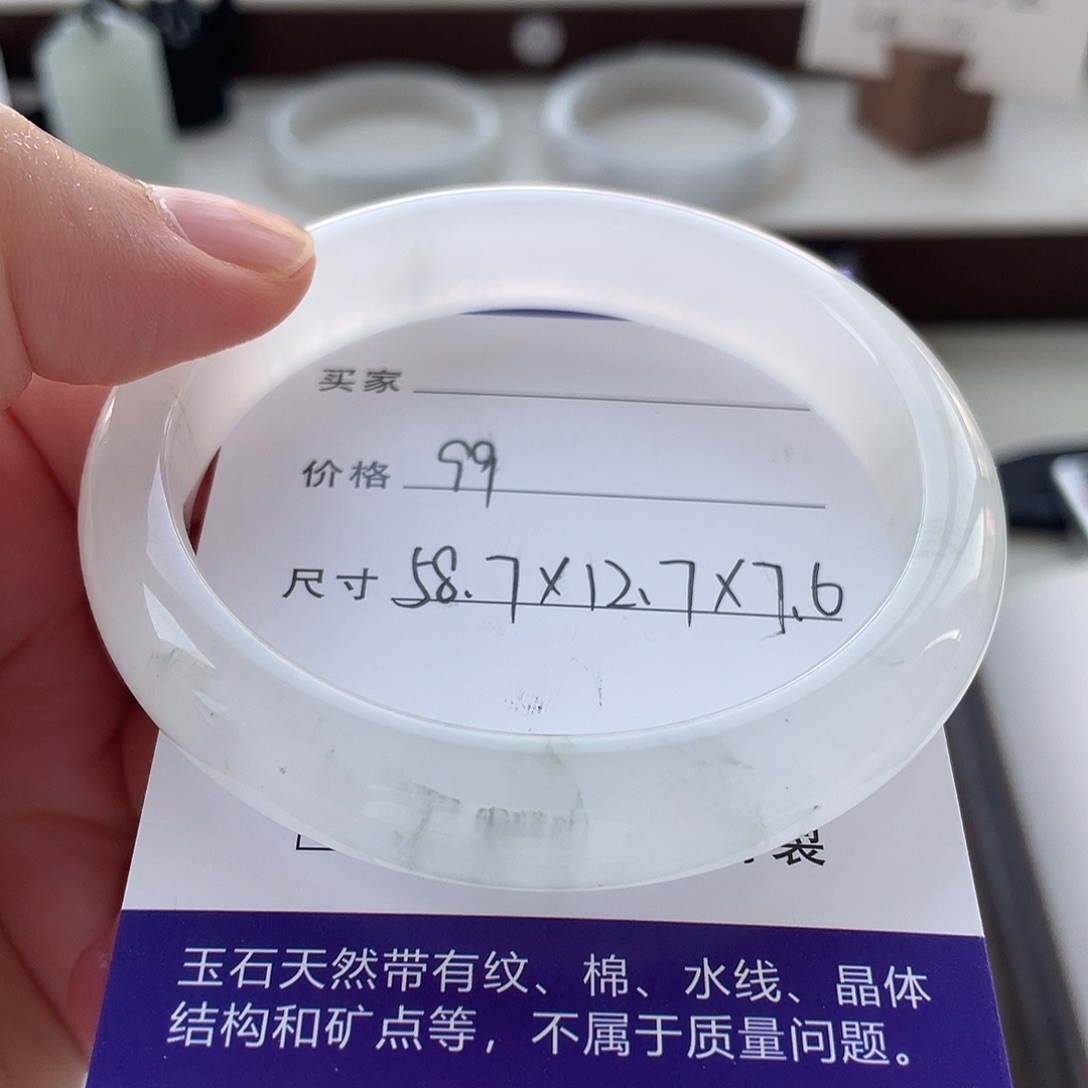 买家
价格 99
尺寸 58.7×12.7×7.6
裂
玉石天然带有纹、棉、水线、晶体
结构和矿点等，不属于质量问题。